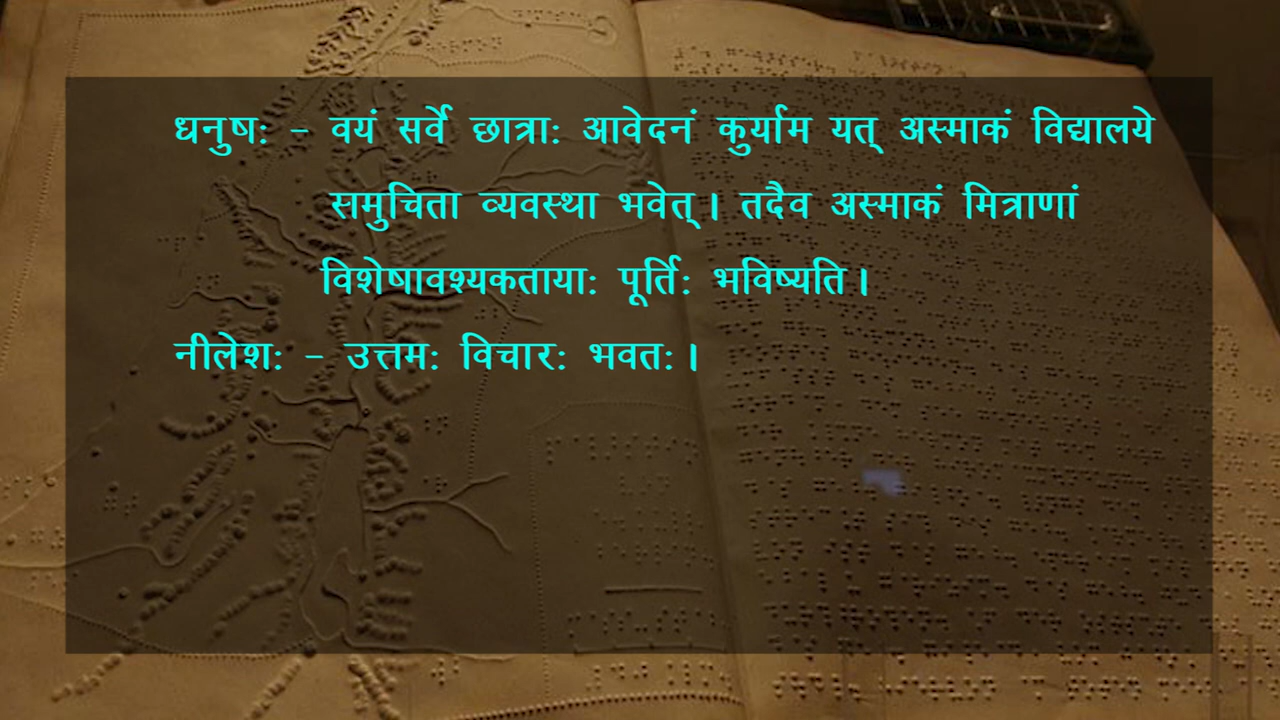 धनुषः - वयं सर्वे छात्राः आवेदनं कुर्याम यत् अस्माकं विद्यालये
समुचिता व्यवस्था भवेत्। तदैव अस्माकं मित्राणां
विशेषावश्यकतायाः पूर्तिः भविष्यति।
नीलेशः - उत्तमः विचारः भवतः।